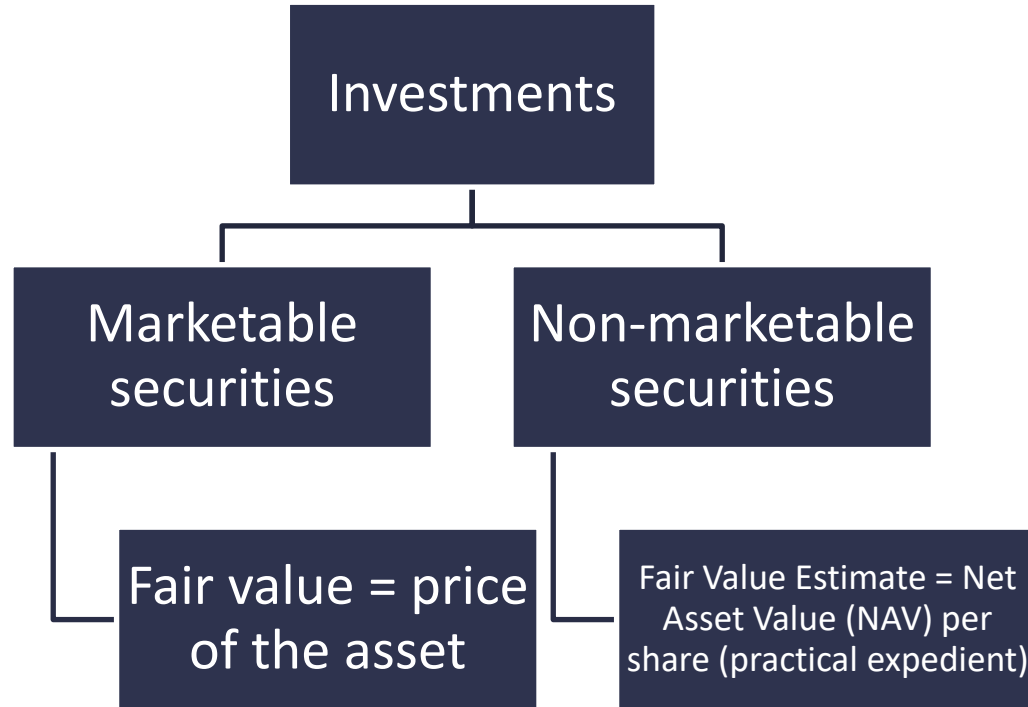 Investments
Marketable
securities
Non-marketable
securities
Fair value = price
of the asset
Fair Value Estimate = Net
Asset Value (NAV) per
share (practical expedient)